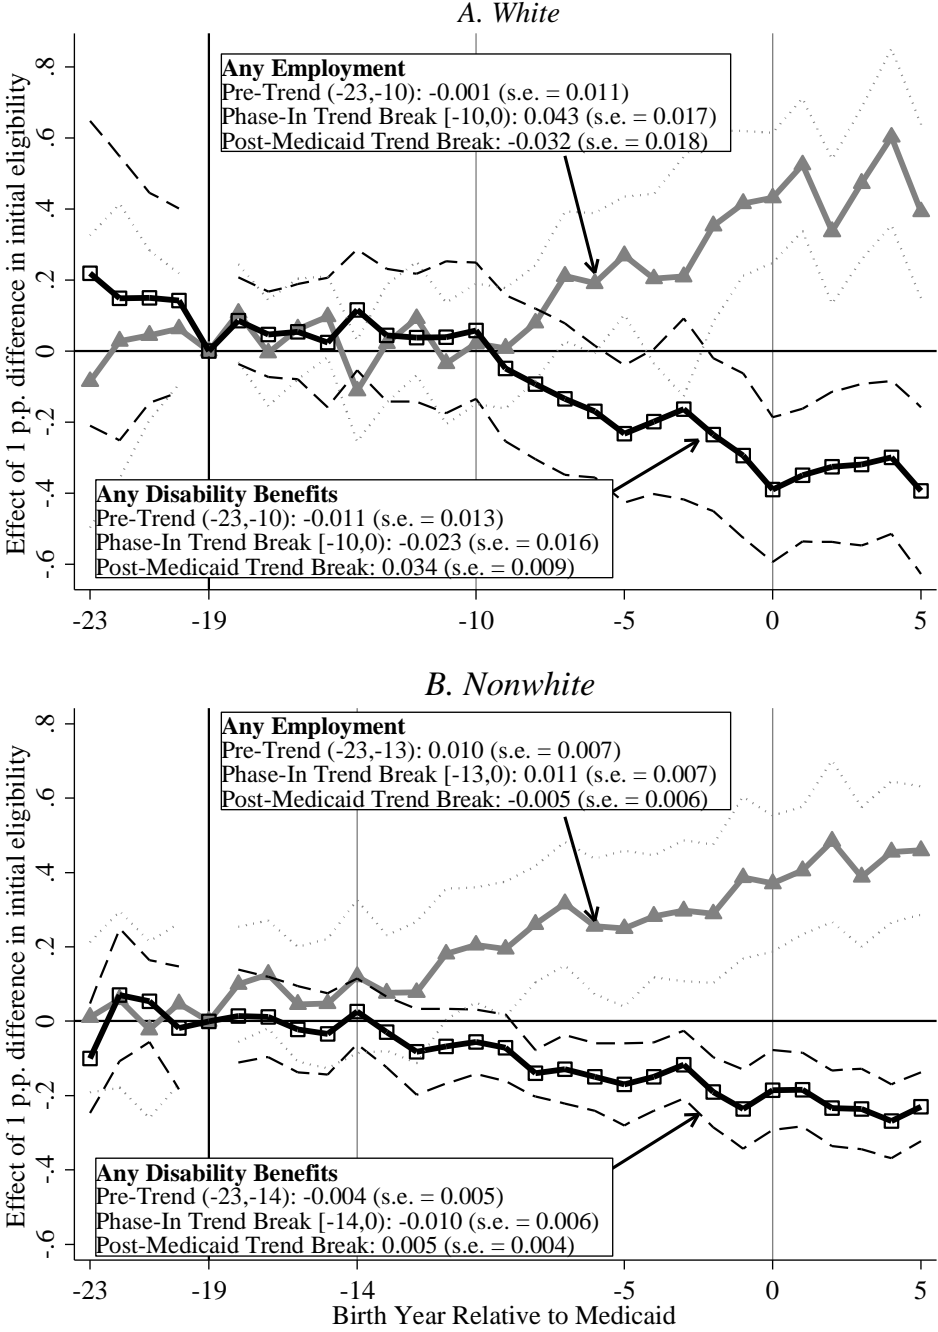 A. White
Effect of 1 p.p. difference in initial eligibility
.8
.6
.4
.2
0
-.2
-.4
-.6
Any Employment
Pre-Trend (-23,-10): -0.001 (s.e. = 0.011)
Phase-In Trend Break [-10,0): 0.043 (s.e. = 0.017)
Post-Medicaid Trend Break: -0.032 (s.e. = 0.018)
Any Disability Benefits
Pre-Trend (-23,-10): -0.011 (s.e. = 0.013)
Phase-In Trend Break [-10,0): -0.023 (s.e. = 0.016)
Post-Medicaid Trend Break: 0.034 (s.e. = 0.009)
-23 -19 -10 -5 0 5
B. Nonwhite
Effect of 1 p.p. difference in initial eligibility
.8
.6
.4
.2
0
-.2
-.4
-.6
Any Employment
Pre-Trend (-23,-13): 0.010 (s.e. = 0.007)
Phase-In Trend Break [-13,0): 0.011 (s.e. = 0.007)
Post-Medicaid Trend Break: -0.005 (s.e. = 0.006)
Any Disability Benefits
Pre-Trend (-23,-14): -0.004 (s.e. = 0.005)
Phase-In Trend Break [-14,0): -0.010 (s.e. = 0.006)
Post-Medicaid Trend Break: 0.005 (s.e. = 0.004)
-23 -19 -14 -5 0 5
Birth Year Relative to Medicaid